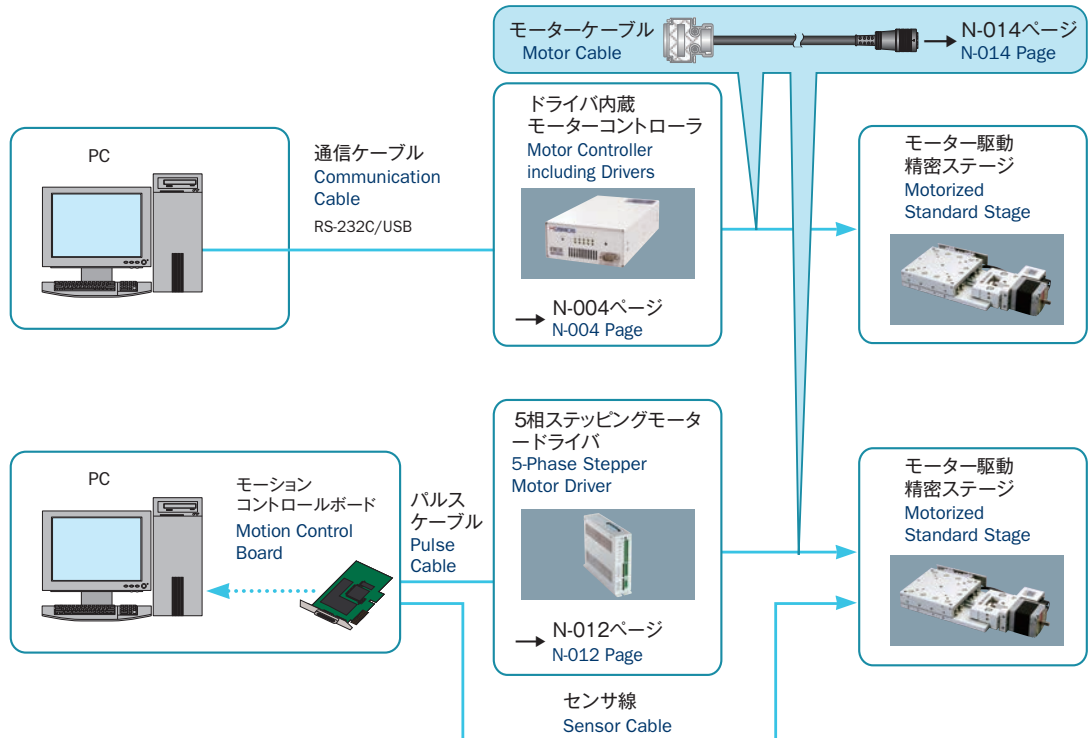 モーターケーブル
Motor Cable
N-014ページ
N-014 Page
PC
通信ケーブル
Communication
Cable
RS-232C/USB
ドライバ内蔵
モーターコントローラ
Motor Controller
including Drivers
N-004ページ
N-004 Page
モーター駆動
精密ステージ
Motorized
Standard Stage
PC
モーション
コントロールボード
Motion Control
Board
パルス
ケーブル
Pulse
Cable
5相ステッピングモータ
ードライバ
5-Phase Stepper
Motor Driver
N-012ページ
N-012 Page
モーター駆動
精密ステージ
Motorized
Standard Stage
センサ線
Sensor Cable